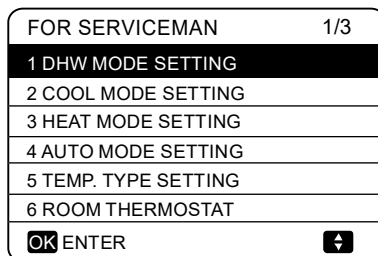 FOR SERVICEMAN 1/3
1 DHW MODE SETTING
2 COOL MODE SETTING
3 HEAT MODE SETTING
4 AUTO MODE SETTING
5 TEMP. TYPE SETTING
6 ROOM THERMOSTAT
OK ENTER